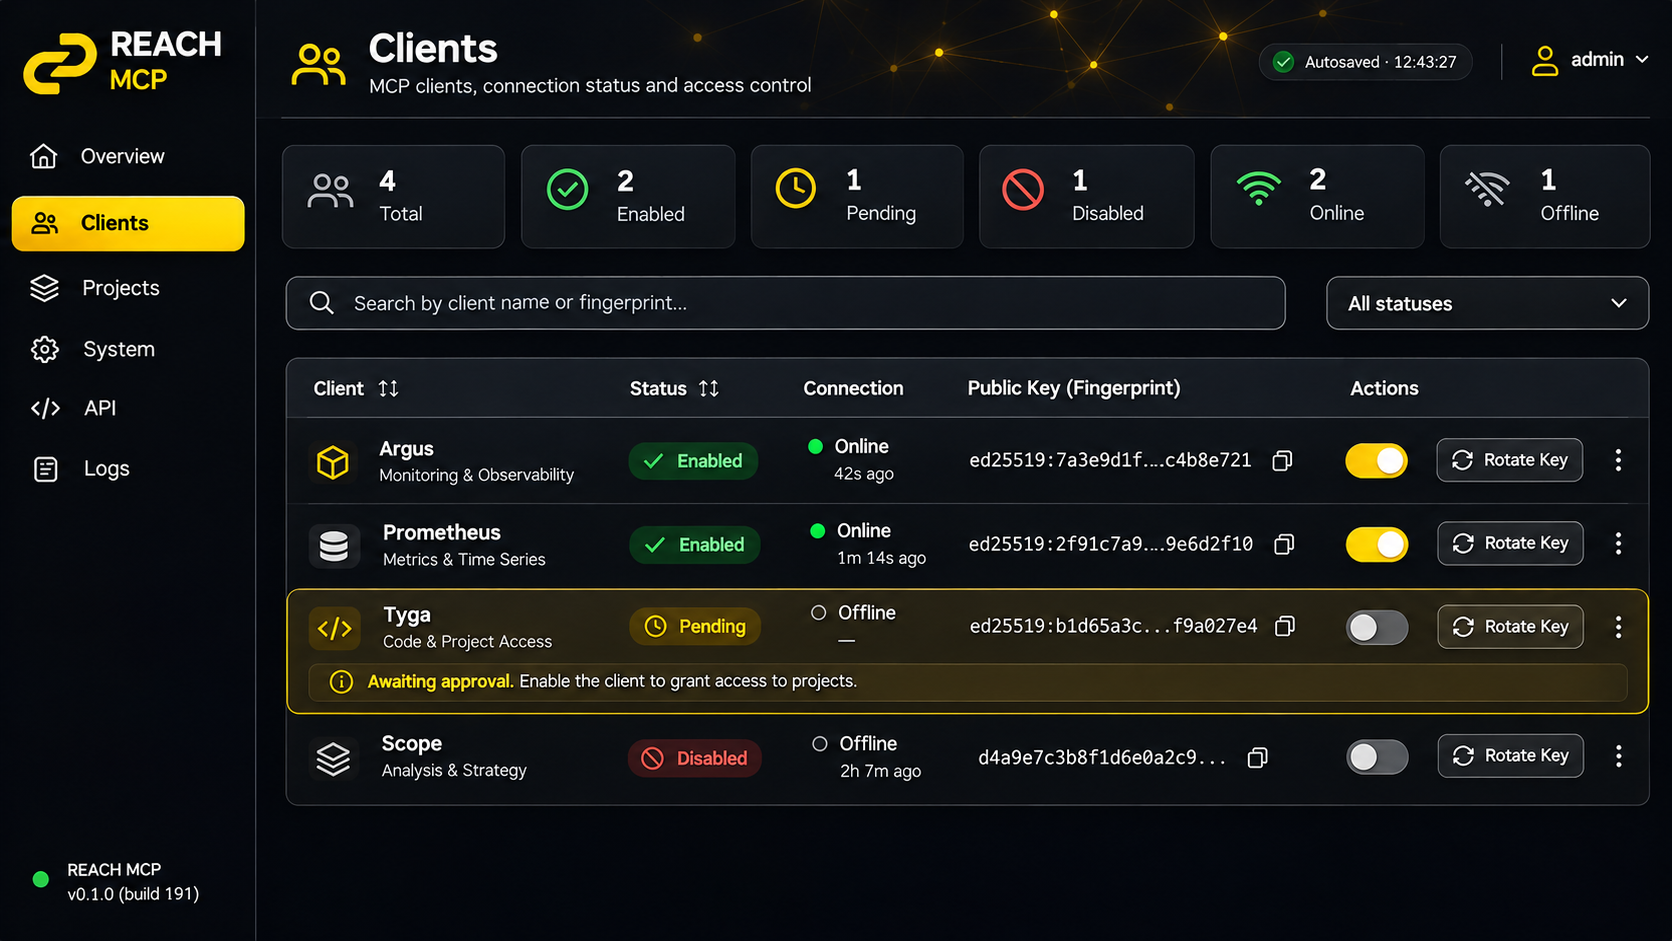 REACH
MCP
Overview
Clients
Projects
System
API
Logs
REACH MCP
v0.1.0 (build 191)
Clients
MCP clients, connection status and access control
Autosaved · 12:43:27
admin
4
Total
2
Enabled
1
Pending
1
Disabled
2
Online
1
Offline
Search by client name or fingerprint...
All statuses
Client Status Connection Public Key (Fingerprint) Actions
Argus
Monitoring & Observability
Enabled
Online
42s ago
ed25519:7a3e9d1f...c4b8e721
Rotate Key
Prometheus
Metrics & Time Series
Enabled
Online
1m 14s ago
ed25519:2f91c7a9...9e6d2f10
Rotate Key
Tyga
Code & Project Access
Pending
Offline
—
ed25519:b1d65a3c...f9a027e4
Rotate Key
Awaiting approval. Enable the client to grant access to projects.
Scope
Analysis & Strategy
Disabled
Offline
2h 7m ago
d4a9e7c3b8f1d6e0a2c9...
Rotate Key